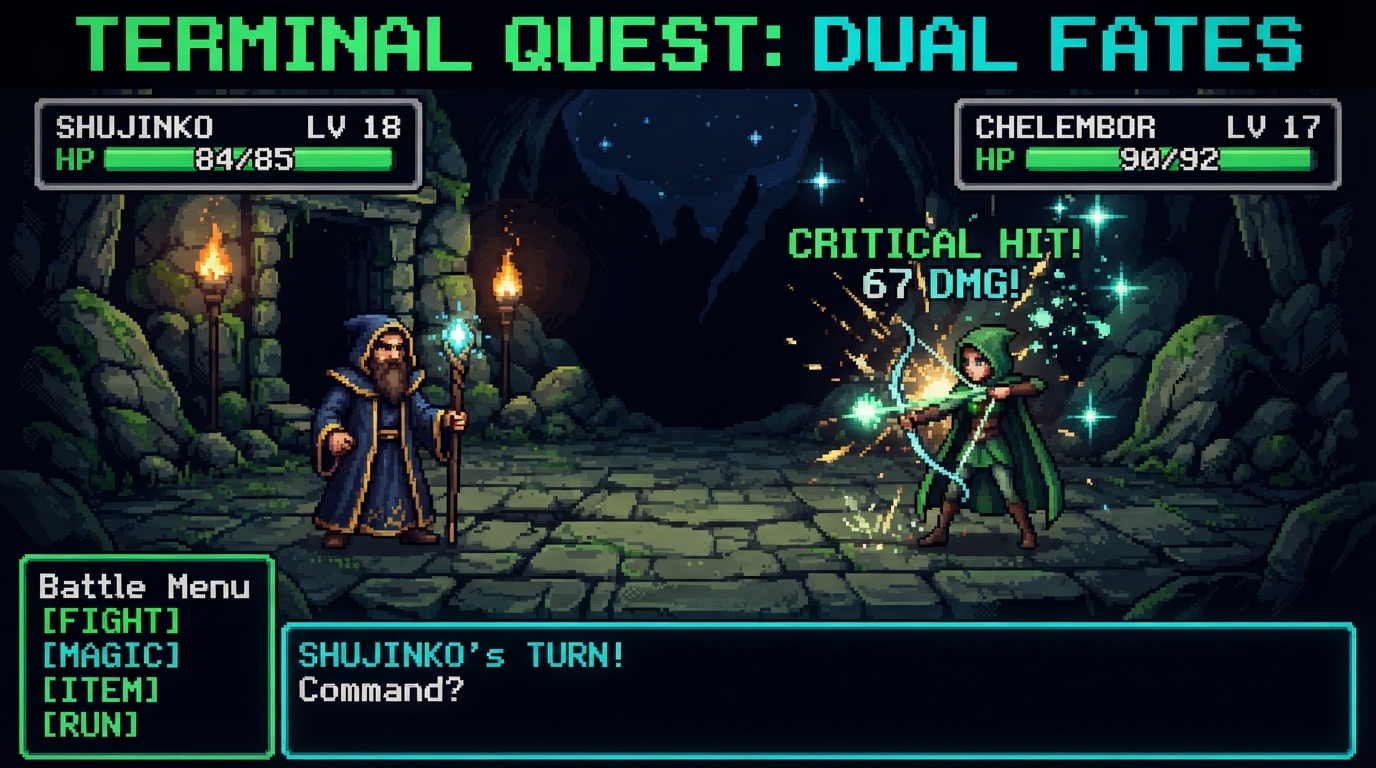 TERMINAL QUEST: DUAL FATES
SHUJINKO LV 18
HP 84/85
CHELEMBOR LV 17
HP 90/92
CRITICAL HIT!
67 DMG!
Battle Menu
[FIGHT]
[MAGIC]
[ITEM]
[RUN]
SHUJINKO's TURN!
Command?